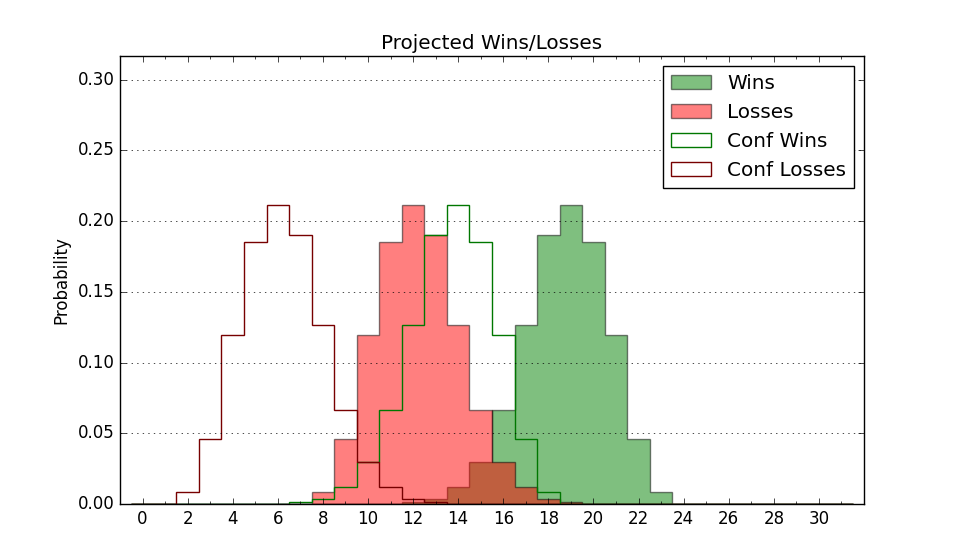 Projected Wins/Losses
0.30
0.25
0.20
0.15
0.10
0.05
0.00
Probability
Wins
Losses
Conf Wins
Conf Losses
0 2 4 6 8 10 12 14 16 18 20 22 24 26 28 30